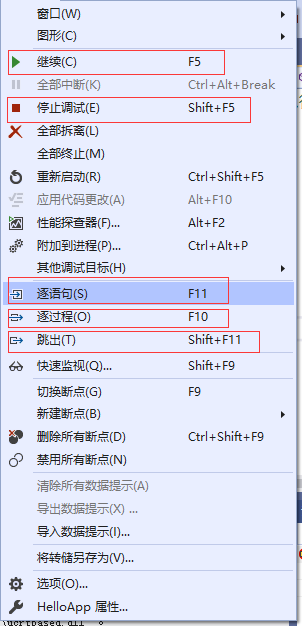 窗口(W)
图形(C)
继续(C) F5
全部中断(K) Ctrl+Alt+Break
停止调试(E) Shift+F5
全部拆离(L)
全部终止(M)
重新启动(R) Ctrl+Shift+F5
应用代码更改(A) Alt+F10
性能探查器(F)... Alt+F2
附加到进程(P)... Ctrl+Alt+P
其他调试目标(H)
逐语句(S) F11
逐过程(O) F10
跳出(T) Shift+F11
快速监视(Q)... Shift+F9
切换断点(G) F9
新建断点(B)
删除所有断点(D) Ctrl+Shift+F9
禁用所有断点(N)
清除所有数据提示(A)
导出数据提示(X) ...
导入数据提示(I)...
将转储另存为(V)...
选项(O)...
HelloApp 属性...